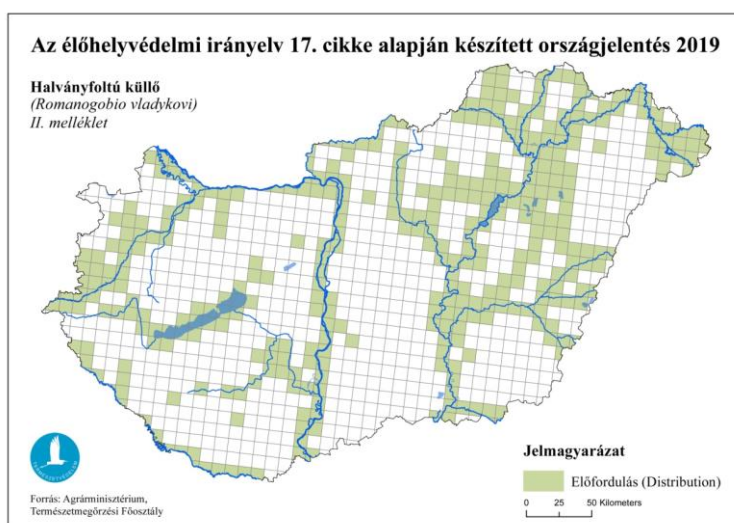 Az élőhelyvédelmi irányelv 17. cikke alapján készített országjelentés 2019
Halványfoltú küllő
(Romanogobio vladykovi)
II. melléklet
TERMÉSZETVÉDELEM
Forrás: Agrárminisztérium,
Természetmegőrzési Főosztály
Jelmagyarázat
Előfordulás (Distribution)
0 25 50 Kilometers